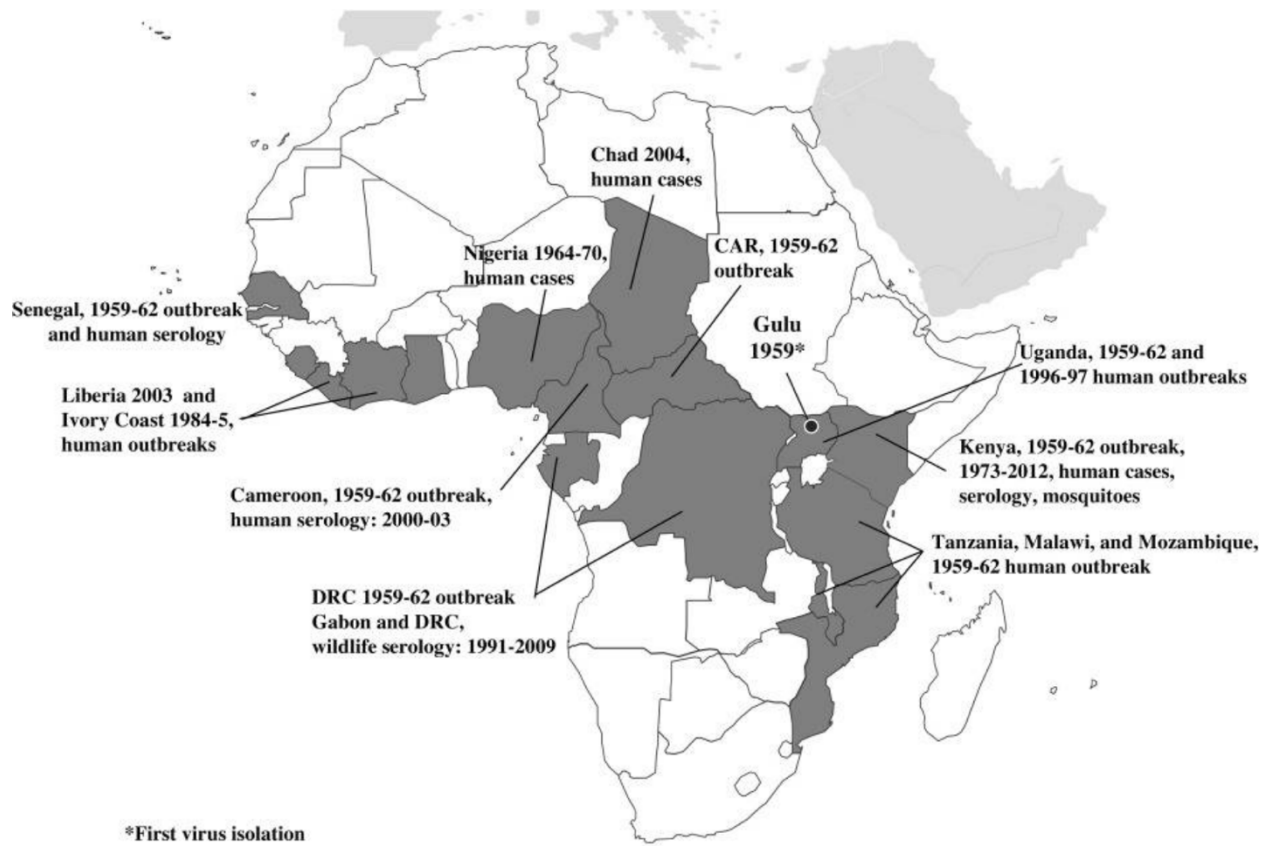 Chad 2004,
human cases
Nigeria 1964-70,
human cases
CAR, 1959-62
outbreak
Senegal, 1959-62 outbreak
and human serology
Gulu
1959*
Uganda, 1959-62 and
1996-97 human outbreaks
Liberia 2003 and
Ivory Coast 1984-5,
human outbreaks
Kenya, 1959-62 outbreak,
1973-2012, human cases,
serology, mosquitoes
Cameroon, 1959-62 outbreak,
human serology: 2000-03
Tanzania, Malawi, and Mozambique,
1959-62 human outbreak
DRC 1959-62 outbreak
Gabon and DRC,
wildlife serology: 1991-2009
*First virus isolation